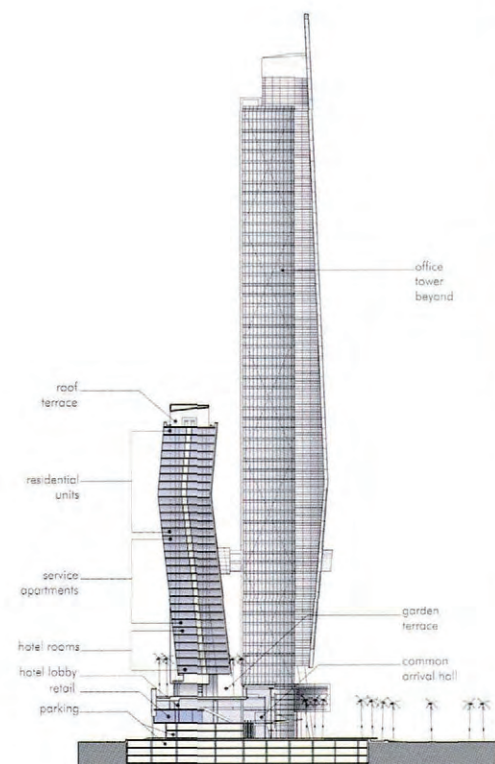 office
tower
beyond
roof
terrace
residential
units
service
apartments
hotel rooms
hotel lobby
retail
parking
garden
terrace
common
arrival hall